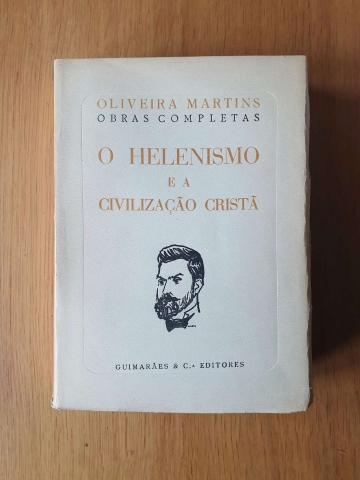 OLIVEIRA MARTINS
OBRAS COMPLETAS
O HELENISMO
E A
CIVILIZAÇÃO CRISTÃ
GUIMARÃES & C.ª EDITORES